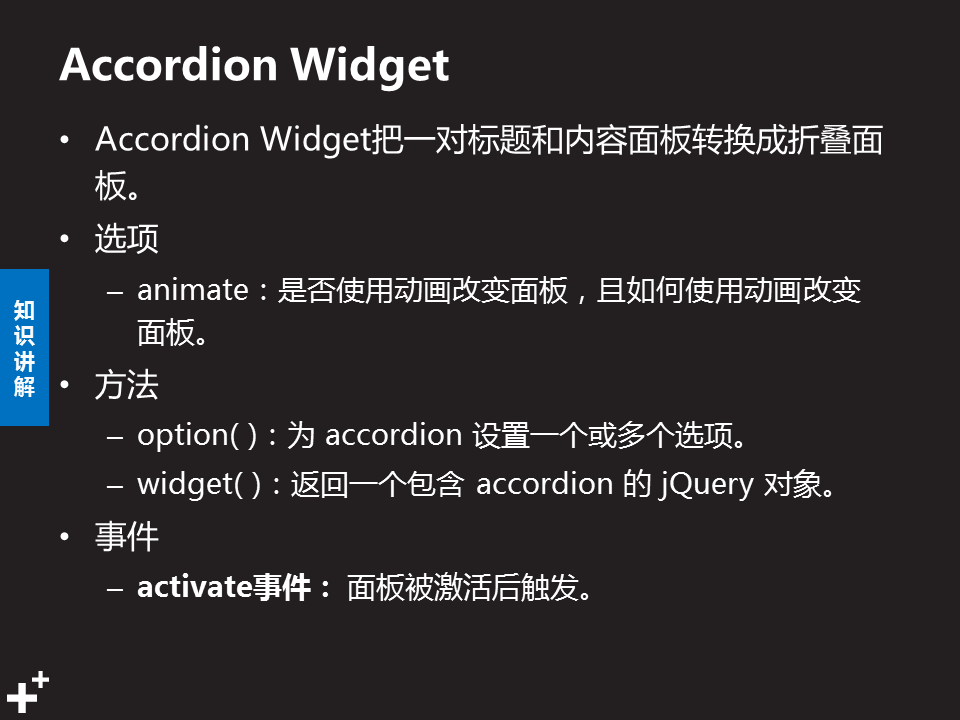 Accordion Widget
• Accordion Widget把一对标题和内容面板转换成折叠面
板。
• 选项
– animate：是否使用动画改变面板，且如何使用动画改变
面板。
• 方法
– option( )：为 accordion 设置一个或多个选项。
– widget( )：返回一个包含 accordion 的 jQuery 对象。
• 事件
– activate事件： 面板被激活后触发。
知
识
讲
解